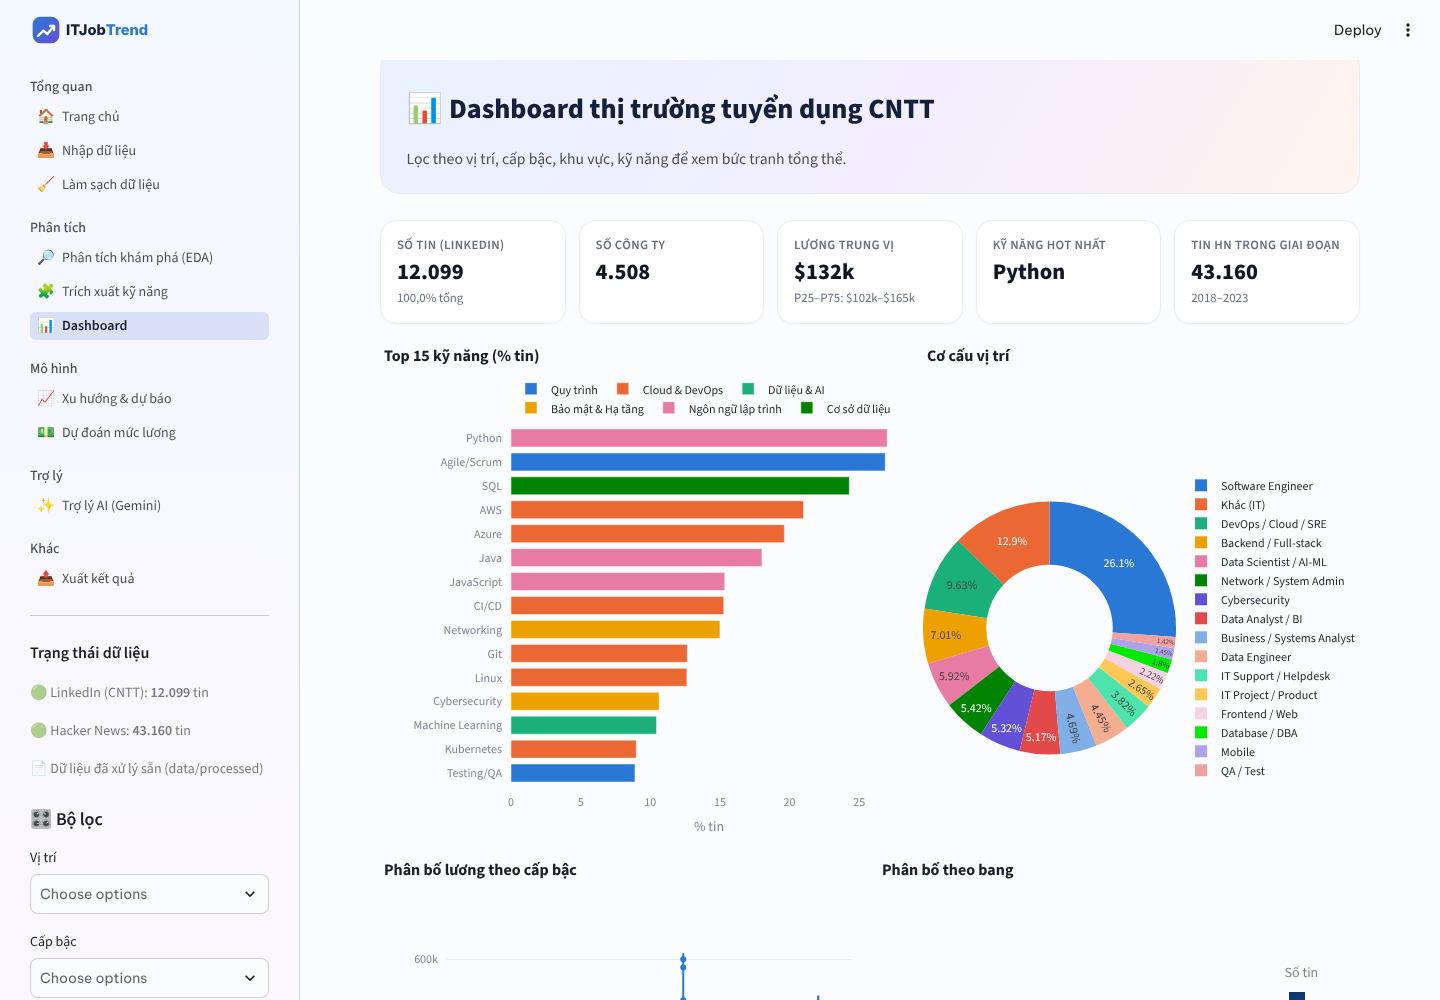 ITJobTrend
Deploy
Tổng quan
Trang chủ
Nhập dữ liệu
Làm sạch dữ liệu
Phân tích
Phân tích khám phá (EDA)
Trích xuất kỹ năng
Dashboard
Mô hình
Xu hướng & dự báo
Dự đoán mức lương
Trợ lý
Trợ lý AI (Gemini)
Khác
Xuất kết quả
Trạng thái dữ liệu
LinkedIn (CNTT): 12.099 tin
Hacker News: 43.160 tin
Dữ liệu đã xử lý sẵn (data/processed)
Bộ lọc
Vị trí
Choose options
Cấp bậc
Choose options
Dashboard thị trường tuyển dụng CNTT
Lọc theo vị trí, cấp bậc, khu vực, kỹ năng để xem bức tranh tổng thể.
SỐ TIN (LINKEDIN)
12.099
100,0% tổng
SỐ CÔNG TY
4.508
LƯƠNG TRUNG VỊ
$132k
P25–P75: $102k–$165k
KỸ NĂNG HOT NHẤT
Python
TIN HN TRONG GIAI ĐOẠN
43.160
2018–2023
Top 15 kỹ năng (% tin)
Quy trình
Cloud & DevOps
Dữ liệu & AI
Bảo mật & Hạ tầng
Ngôn ngữ lập trình
Cơ sở dữ liệu
Python
Agile/Scrum
SQL
AWS
Azure
Java
JavaScript
CI/CD
Networking
Git
Linux
Cybersecurity
Machine Learning
Kubernetes
Testing/QA
0 5 10 15 20 25
% tin
Cơ cấu vị trí
26.1%
12.9%
9.63%
7.01%
5.92%
5.42%
5.32%
5.17%
4.69%
4.45%
3.82%
2.65%
2.22%
1.8%
1.45%
1.42%
Software Engineer
Khác (IT)
DevOps / Cloud / SRE
Backend / Full-stack
Data Scientist / AI-ML
Network / System Admin
Cybersecurity
Data Analyst / BI
Business / Systems Analyst
Data Engineer
IT Support / Helpdesk
IT Project / Product
Frontend / Web
Database / DBA
Mobile
QA / Test
Phân bố lương theo cấp bậc
600k
Phân bố theo bang
Số tin